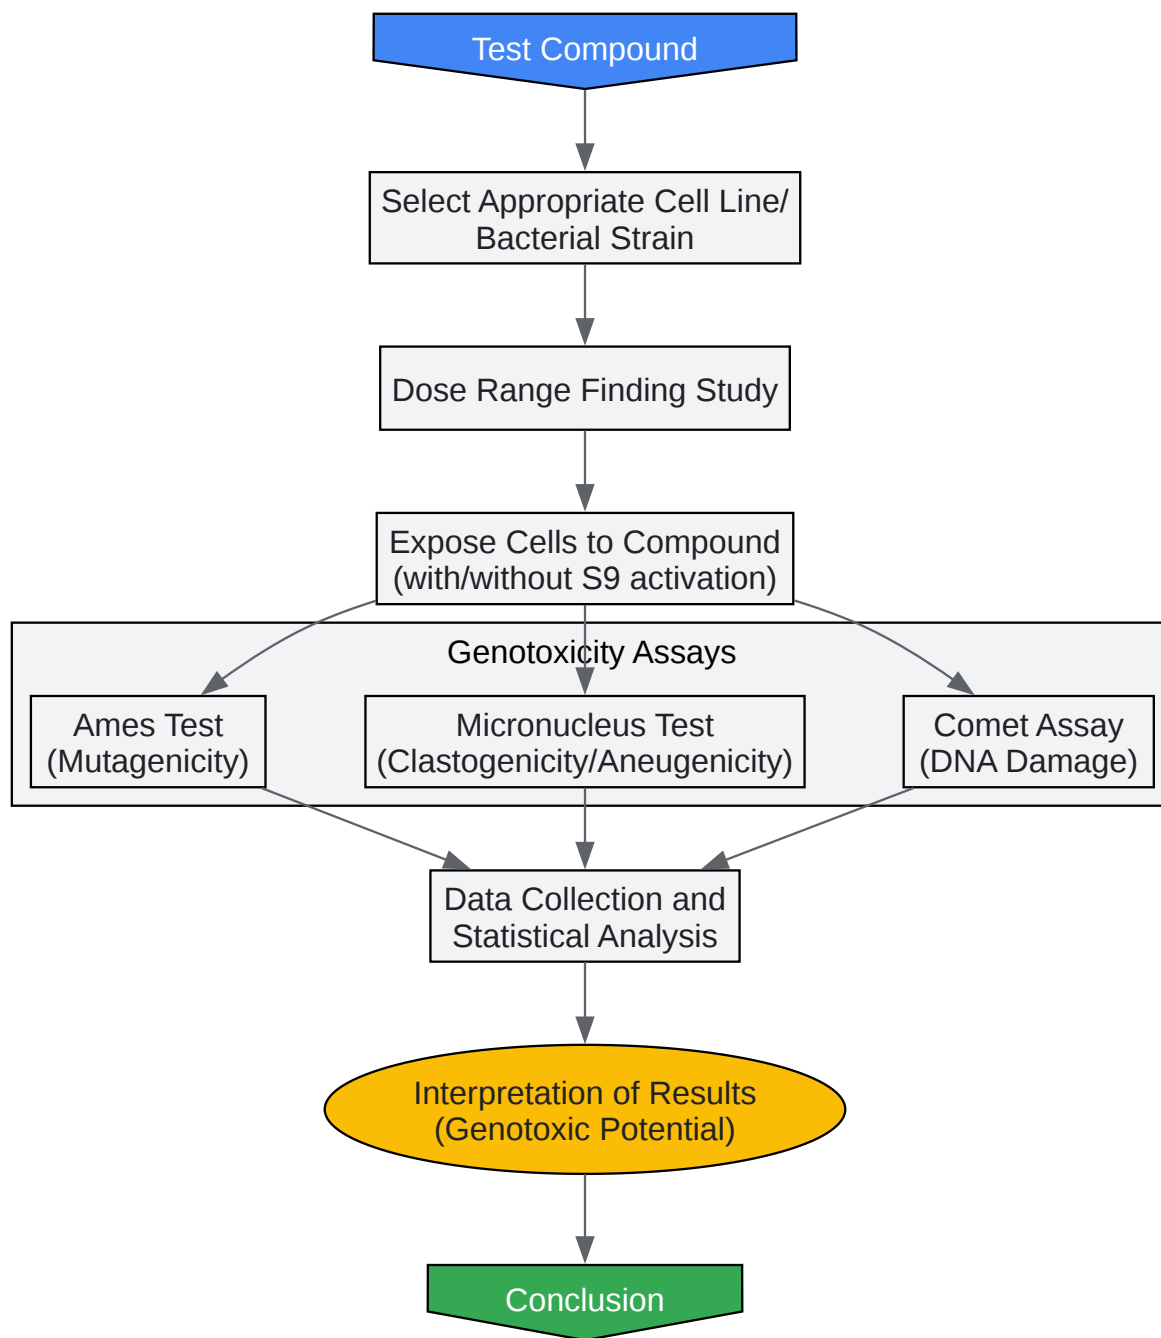 Test Compound
Select Appropriate Cell Line/
Bacterial Strain
Dose Range Finding Study
Expose Cells to Compound
(with/without S9 activation)
Genotoxicity Assays
Ames Test
(Mutagenicity)
Micronucleus Test
(Clastogenicity/Aneugenicity)
Comet Assay
(DNA Damage)
Data Collection and
Statistical Analysis
Interpretation of Results
(Genotoxic Potential)
Conclusion